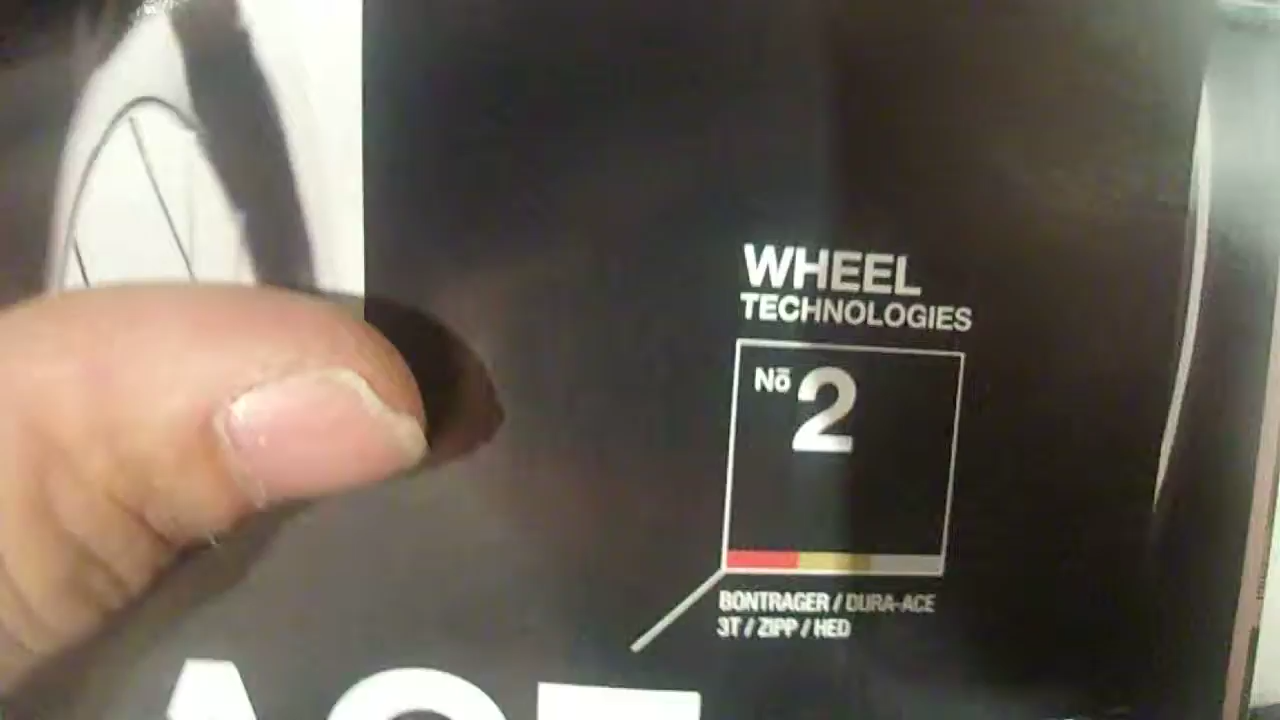 WHEEL
TECHNOLOGIES
Nō 2
BONTRAGER / DURA-ACE
3T / ZIPP / HED